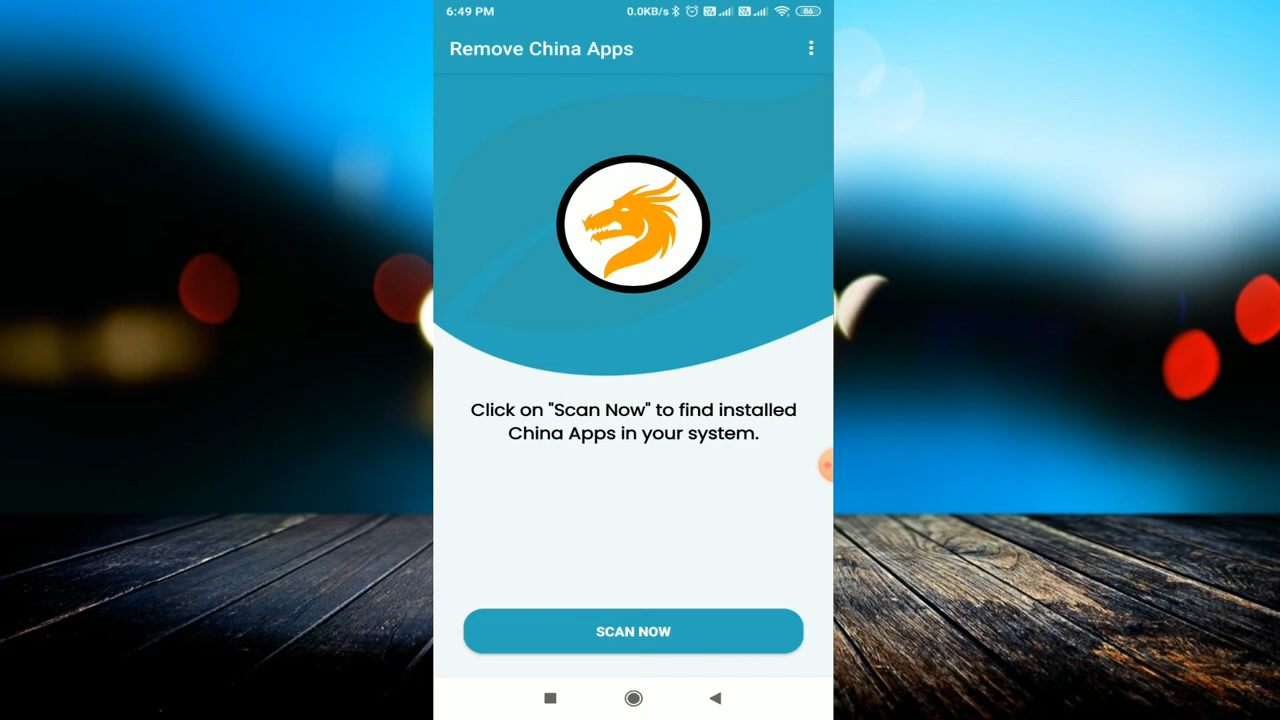 6:49 PM
0.0KB/s
86
Remove China Apps
Click on "Scan Now" to find installed
China Apps in your system.
SCAN NOW